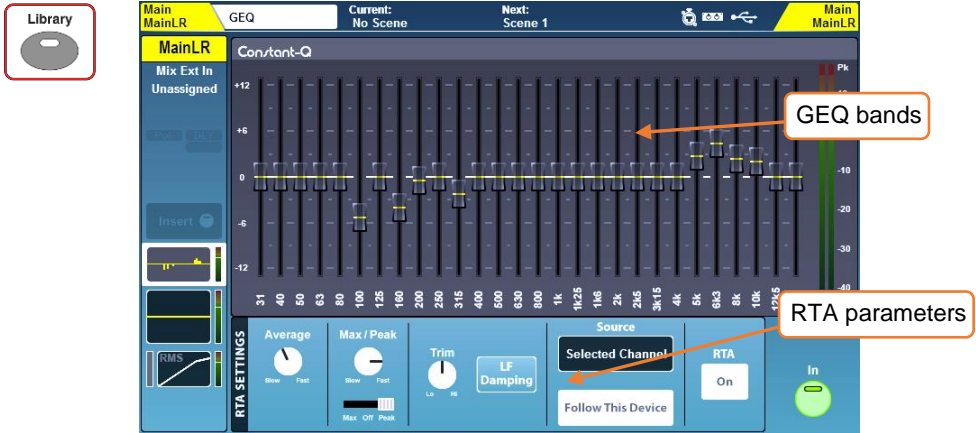 Library
Main
MainLR
GEQ
Current:
No Scene
Next:
Scene 1
Main
MainLR
MainLR
Mix Ext In
Unassigned
Insert
RMS
Constant-Q
+12
+6
0
-6
-12
31 40 50 63 80 100 125 160 200 250 315 400 500 630 800 1k 1k25 1k6 2k 2k5 3k15 4k 5k 6k3 8k 10k 12k5
Pk
-10
-20
-30
-40
GEQ bands
RTA parameters
RTA SETTINGS
Average
Slow Fast
Max / Peak
Slow Fast
Max Off Peak
Trim
Lo Hi
LF
Damping
Source
Selected Channel
Follow This Device
RTA
On
In